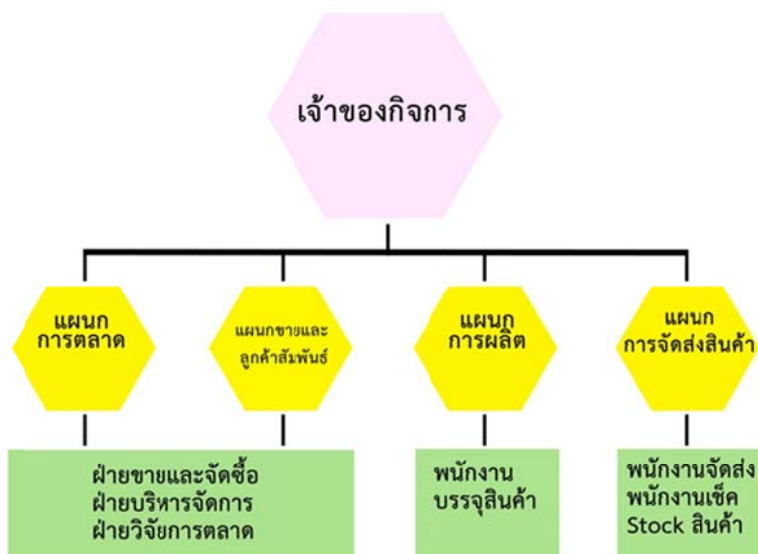 เจ้าของกิจการ
แผนก
การตลาด
แผนกขายและ
ลูกค้าสัมพันธ์
แผนก
การผลิต
แผนก
การจัดส่งสินค้า
ฝ่ายขายและจัดซื้อ
ฝ่ายบริหารจัดการ
ฝ่ายวิจัยการตลาด
พนักงาน
บรรจุสินค้า
พนักงานจัดส่ง
พนักงานเช็ค
Stock สินค้า